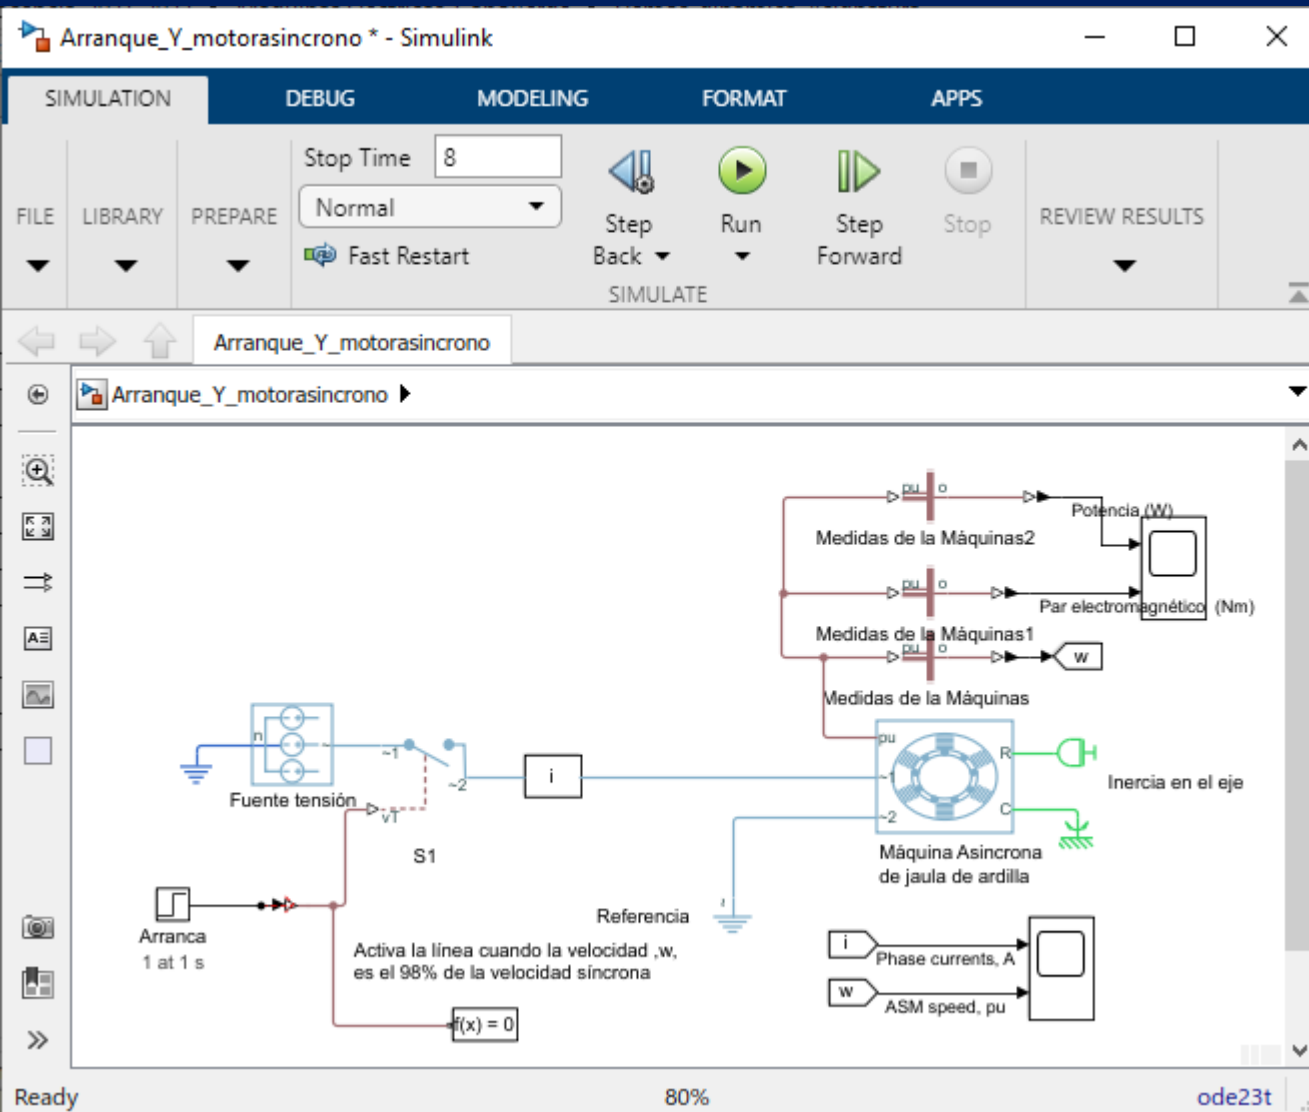 Arranque_Y_motorasincrono * - Simulink
SIMULATION DEBUG MODELING FORMAT APPS
Stop Time 8
Normal
Fast Restart
FILE LIBRARY PREPARE
Step Back
Run
Step Forward
Stop
REVIEW RESULTS
SIMULATE
Arranque_Y_motorasincrono
Arranque_Y_motorasincrono
pu o
Potencia (W)
Medidas de la Máquinas2
pu o
Par electromagnético (Nm)
Medidas de la Máquinas1
pu o
w
Medidas de la Máquinas
n ~
~1
~2
Fuente tensión
vT
S1
i
pu
~1
~2
R
C
Inercia en el eje
Máquina Asincrona
de jaula de ardilla
Arranca
1 at 1 s
Referencia
Activa la línea cuando la velocidad ,w,
es el 98% de la velocidad síncrona
f(x) = 0
i
Phase currents, A
w
ASM speed, pu
Ready 80% ode23t